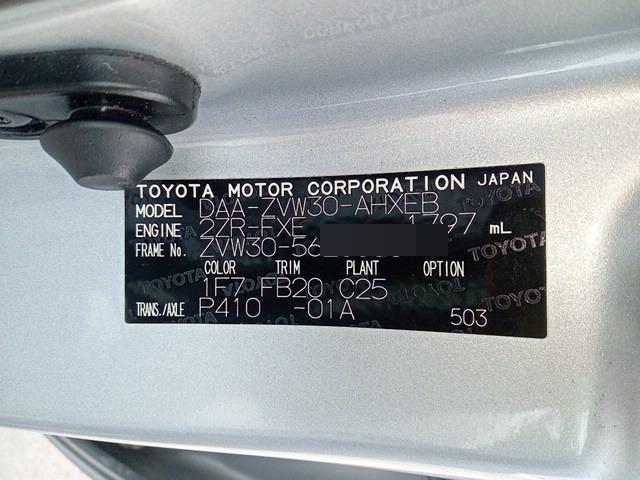 TOYOTA MOTOR CORPORATION JAPAN
MODEL DAA-ZVW30-AHXEB
ENGINE 2ZR-FXE 1797 mL
FRAME No. ZVW30-56
COLOR TRIM PLANT OPTION
1F7 FB20 C25
TRANS./AXLE P410 -01A
503